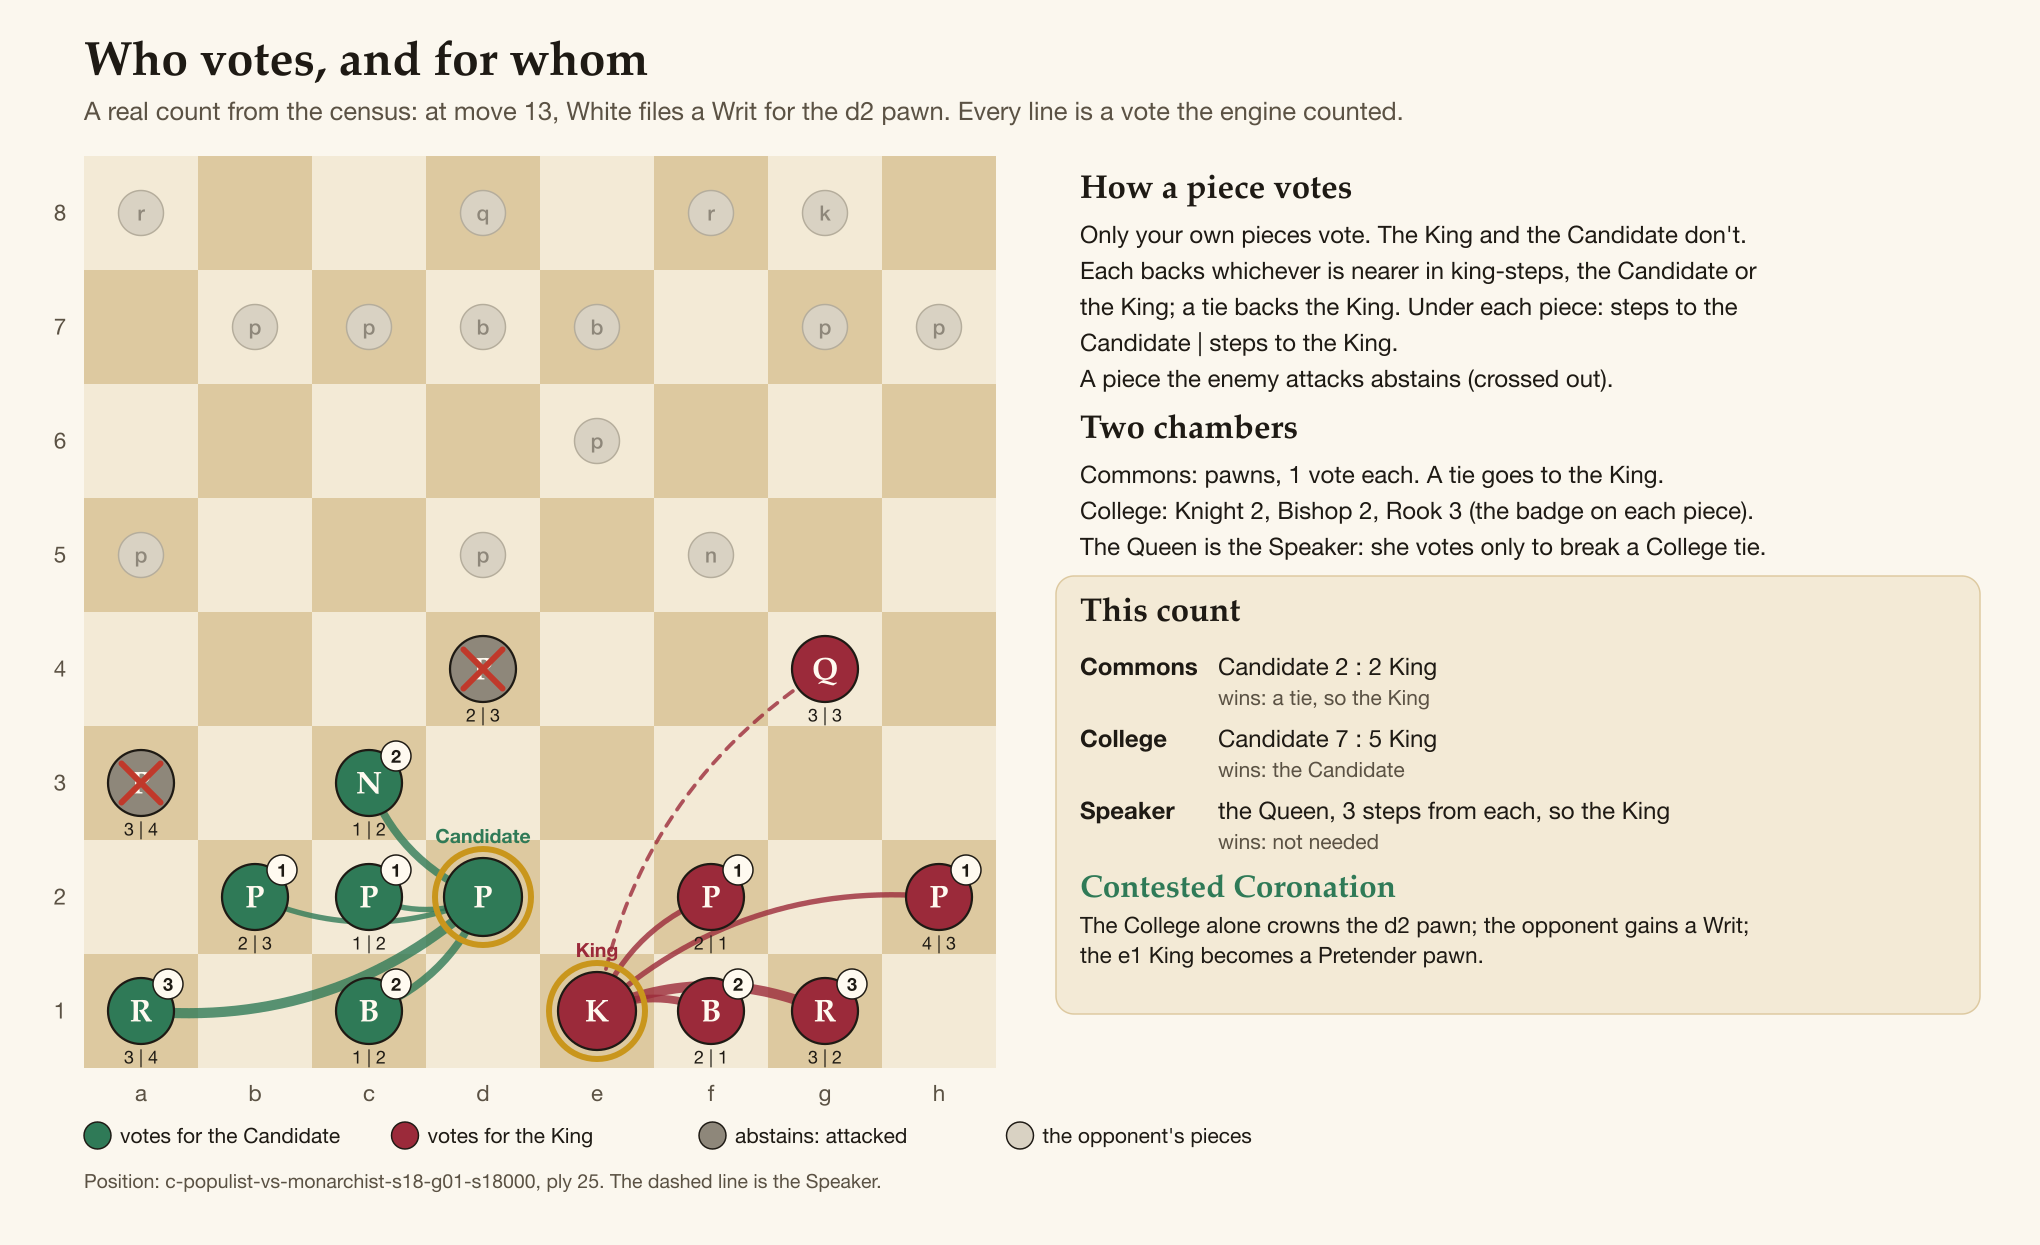 Who votes, and for whom
A real count from the census: at move 13, White files a Writ for the d2 pawn. Every line is a vote the engine counted.
8 r q r k
7 p p b b p p
6 p
5 p p n
4 Q
2 | 3 3 | 3
3 N 2
3 | 4 1 | 2
Candidate
2 P 1 P 1 P P 1 P 1
2 | 3 1 | 2 2 | 1 4 | 3
King
1 R 3 B 2 K B 2 R 3
3 | 4 1 | 2 2 | 1 3 | 2
a b c d e f g h
votes for the Candidate votes for the King abstains: attacked the opponent's pieces
Position: c-populist-vs-monarchist-s18-g01-s18000, ply 25. The dashed line is the Speaker.
How a piece votes
Only your own pieces vote. The King and the Candidate don't.
Each backs whichever is nearer in king-steps, the Candidate or
the King; a tie backs the King. Under each piece: steps to the
Candidate | steps to the King.
A piece the enemy attacks abstains (crossed out).
Two chambers
Commons: pawns, 1 vote each. A tie goes to the King.
College: Knight 2, Bishop 2, Rook 3 (the badge on each piece).
The Queen is the Speaker: she votes only to break a College tie.
This count
Commons Candidate 2 : 2 King
wins: a tie, so the King
College Candidate 7 : 5 King
wins: the Candidate
Speaker the Queen, 3 steps from each, so the King
wins: not needed
Contested Coronation
The College alone crowns the d2 pawn; the opponent gains a Writ;
the e1 King becomes a Pretender pawn.